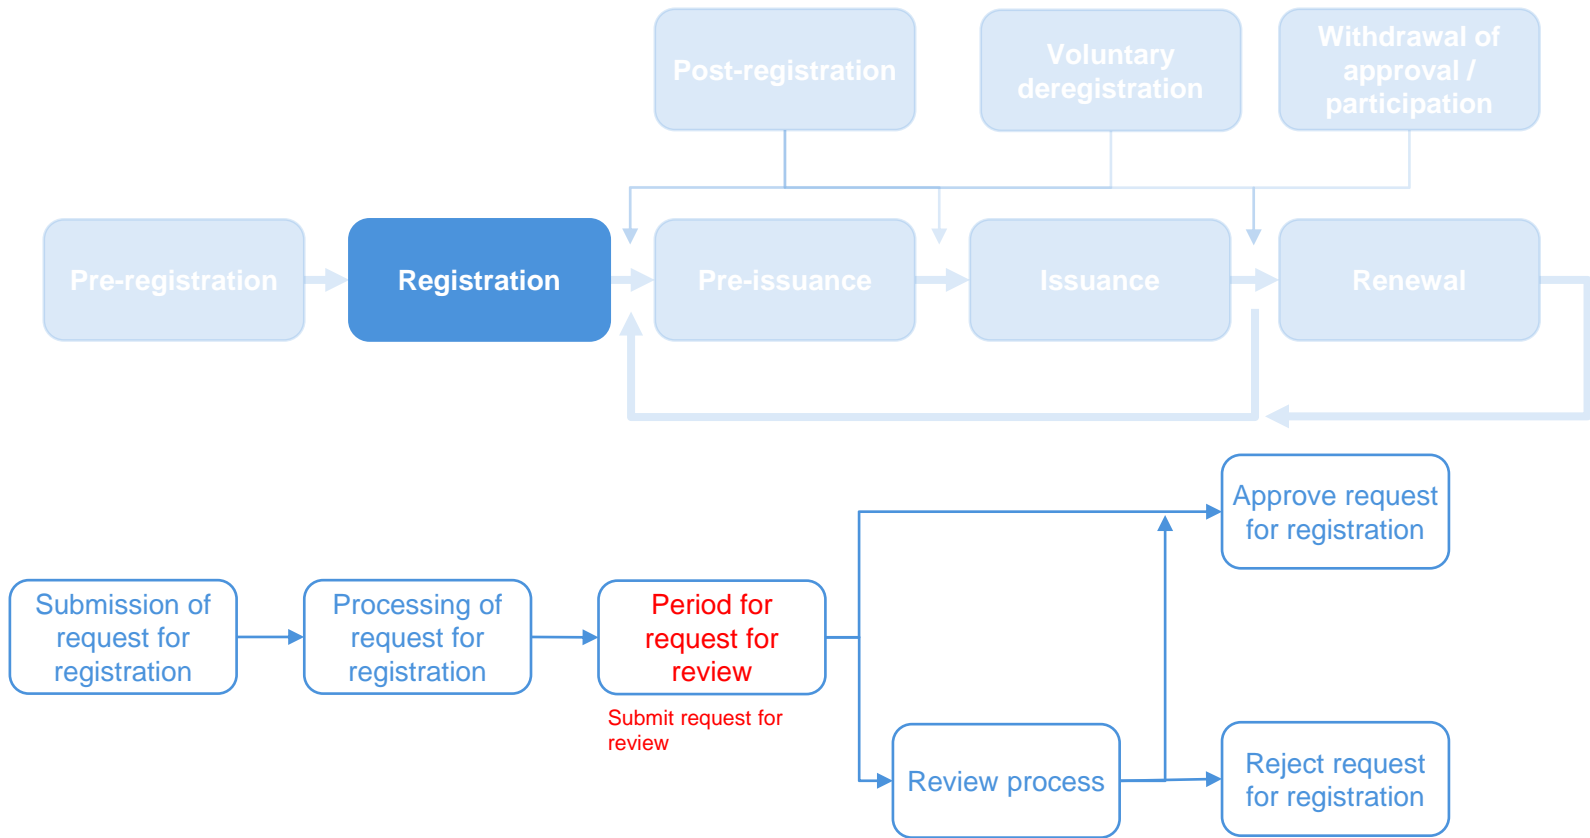 Post-registration
Voluntary
deregistration
Withdrawal of
approval /
participation
Pre-registration
Registration
Pre-issuance
Issuance
Renewal
Approve request
for registration
Submission of
request for
registration
Processing of
request for
registration
Period for
request for
review
Submit request for
review
Review process
Reject request
for registration